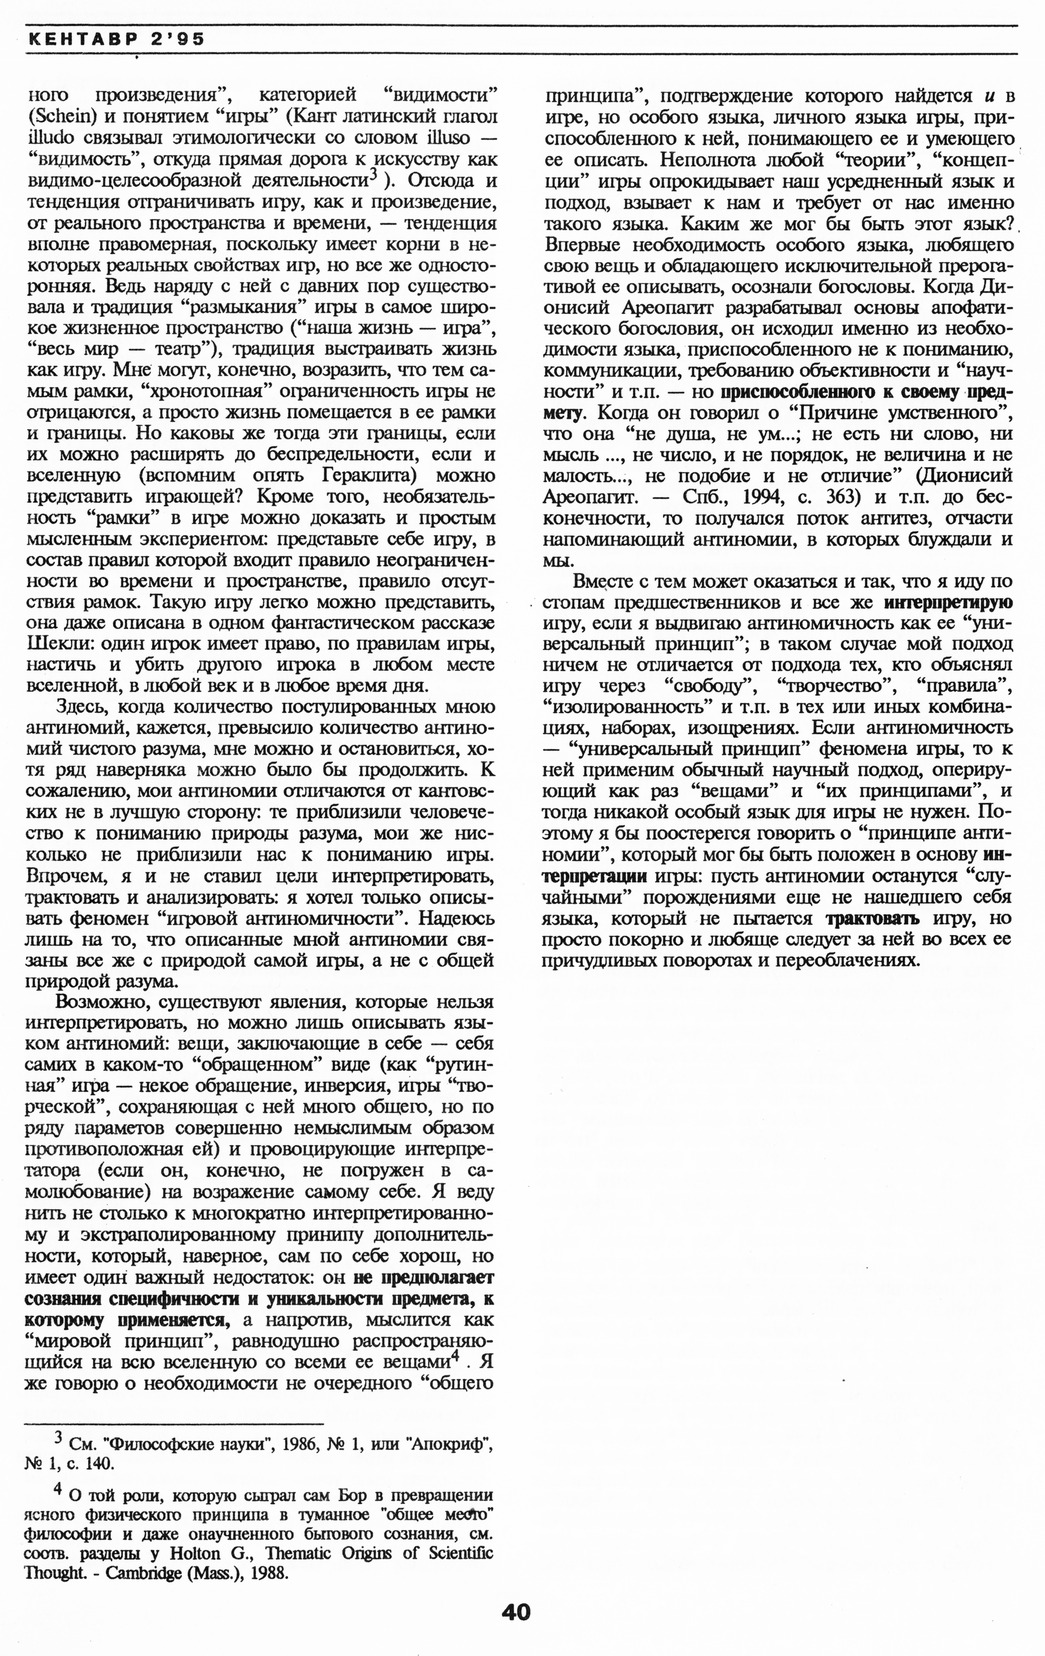 КЕНТАВР 2’95
ного произведения”, категорией “видимости”
(Schein) и понятием “игры” (Кант латинский глагол
illudo связывал этимологически со словом illuso —
“видимость”, откуда прямая дорога к искусству как
видимо-целесообразной деятельности³ ). Отсюда и
тенденция отграничивать игру, как и произведение,
от реального пространства и времени, — тенденция
вполне правомерная, поскольку имеет корни в не-
которых реальных свойствах игр, но все же односто-
ронняя. Ведь наряду с ней с давних пор существо-
вала и традиция “размыкания” игры в самое широ-
кое жизненное пространство (“наша жизнь — игра”,
“весь мир — театр”), традиция выстраивать жизнь
как игру. Мне могут, конечно, возразить, что тем са-
мым рамки, “хронотопная” ограниченность игры не
отрицаются, а просто жизнь помещается в ее рамки
и границы. Но каковы же тогда эти границы, если
их можно расширять до беспредельности, если и
вселенную (вспомним опять Гераклита) можно
представить играющей? Кроме того, необязатель-
ность “рамки” в игре можно доказать и простым
мысленным экспериментом: представьте себе игру, в
состав правил которой входит правило неограничен-
ности во времени и пространстве, правило отсут-
ствия рамок. Такую игру легко можно представить,
она даже описана в одном фантастическом рассказе
Шекли: один игрок имеет право, по правилам игры,
настичь и убить другого игрока в любом месте
вселенной, в любой век и в любое время дня.
Здесь, когда количество постулированных мною
антиномий, кажется, превысило количество антино-
мий чистого разума, мне можно и остановиться, хо-
тя ряд наверняка можно было бы продолжить. К
сожалению, мои антиномии отличаются от кантовс-
ких не в лучшую сторону: те приблизили человече-
ство к пониманию природы разума, мои же нис-
колько не приблизили нас к пониманию игры.
Впрочем, я и не ставил цели интерпретировать,
трактовать и анализировать: я хотел только описы-
вать феномен “игровой антиномичности”. Надеюсь
лишь на то, что описанные мной антиномии свя-
заны все же с природой самой игры, а не с общей
природой разума.
Возможно, существуют явления, которые нельзя
интерпретировать, но можно лишь описывать язы-
ком антиномий: вещи, заключающие в себе — себя
самих в каком-то “обращенном” виде (как “рутин-
ная” игра — некое обращение, инверсия, игры “тво-
рческой”, сохраняющая с ней много общего, но по
ряду параметров совершенно немыслимым образом
противоположная ей) и провоцирующие интерпре-
татора (если он, конечно, не погружен в са-
молюбование) на возражение самому себе. Я веду
нить не столько к многократно интерпретированно-
му и экстраполированному принипу дополнитель-
ности, который, наверное, сам по себе хорош, но
имеет один важный недостаток: он не предполагает
сознания специфичности и уникальности предмета, к
которому применяется, а напротив, мыслится как
“мировой принцип”, равнодушно распространяю-
щийся на всю вселенную со всеми ее вещами⁴ . Я
же говорю о необходимости не очередного “общего
³ См. "Философские науки", 1986, № 1, или "Апокриф",
№ 1, с. 140.
⁴ О той роли, которую сыграл сам Бор в превращении
ясного физического принципа в туманное "общее место"
философии и даже онаученного бытового сознания, см.
соотв. разделы у Holton G., Thematic Origins of Scientific
Thought. - Cambridge (Mass.), 1988.
принципа”, подтверждение которого найдется и в
игре, но особого языка, личного языка игры, при-
способленного к ней, понимающего ее и умеющего
ее описать. Неполнота любой “теории”, “концеп-
ции” игры опрокидывает наш усредненный язык и
подход, взывает к нам и требует от нас именно
такого языка. Каким же мог бы быть этот язык?
Впервые необходимость особого языка, любящего
свою вещь и обладающего исключительной прерога-
тивой ее описывать, осознали богословы. Когда Ди-
онисий Ареопагит разрабатывал основы апофати-
ческого богословия, он исходил именно из необхо-
димости языка, приспособленного не к пониманию,
коммуникации, требованию объективности и “науч-
ности” и т.п. — но приспособленного к своему пред-
мету. Когда он говорил о “Причине умственного”,
что она “не душа, не ум...; не есть ни слово, ни
мысль ..., не число, и не порядок, не величина и не
малость..., не подобие и не отличие” (Дионисий
Ареопагит. — Спб., 1994, с. 363) и т.п. до бес-
конечности, то получался поток антитез, отчасти
напоминающий антиномии, в которых блуждали и
мы.
Вместе с тем может оказаться и так, что я иду по
стопам предшественников и все же интерпретирую
игру, если я выдвигаю антиномичность как ее “уни-
версальный принцип”; в таком случае мой подход
ничем не отличается от подхода тех, кто объяснял
игру через “свободу”, “творчество”, “правила”,
“изолированность” и т.п. в тех или иных комбина-
циях, наборах, изощрениях. Если антиномичность
— “универсальный принцип” феномена игры, то к
ней применим обычный научный подход, опериру-
ющий как раз “вещами” и “их принципами”, и
тогда никакой особый язык для игры не нужен. По-
этому я бы поостерегся говорить о “принципе анти-
номии”, который мог бы быть положен в основу ин-
терпретации игры: пусть антиномии останутся “слу-
чайными” порождениями еще не нашедшего себя
языка, который не пытается трактовать игру, но
просто покорно и любяще следует за ней во всех ее
причудливых поворотах и переоблачениях.
40